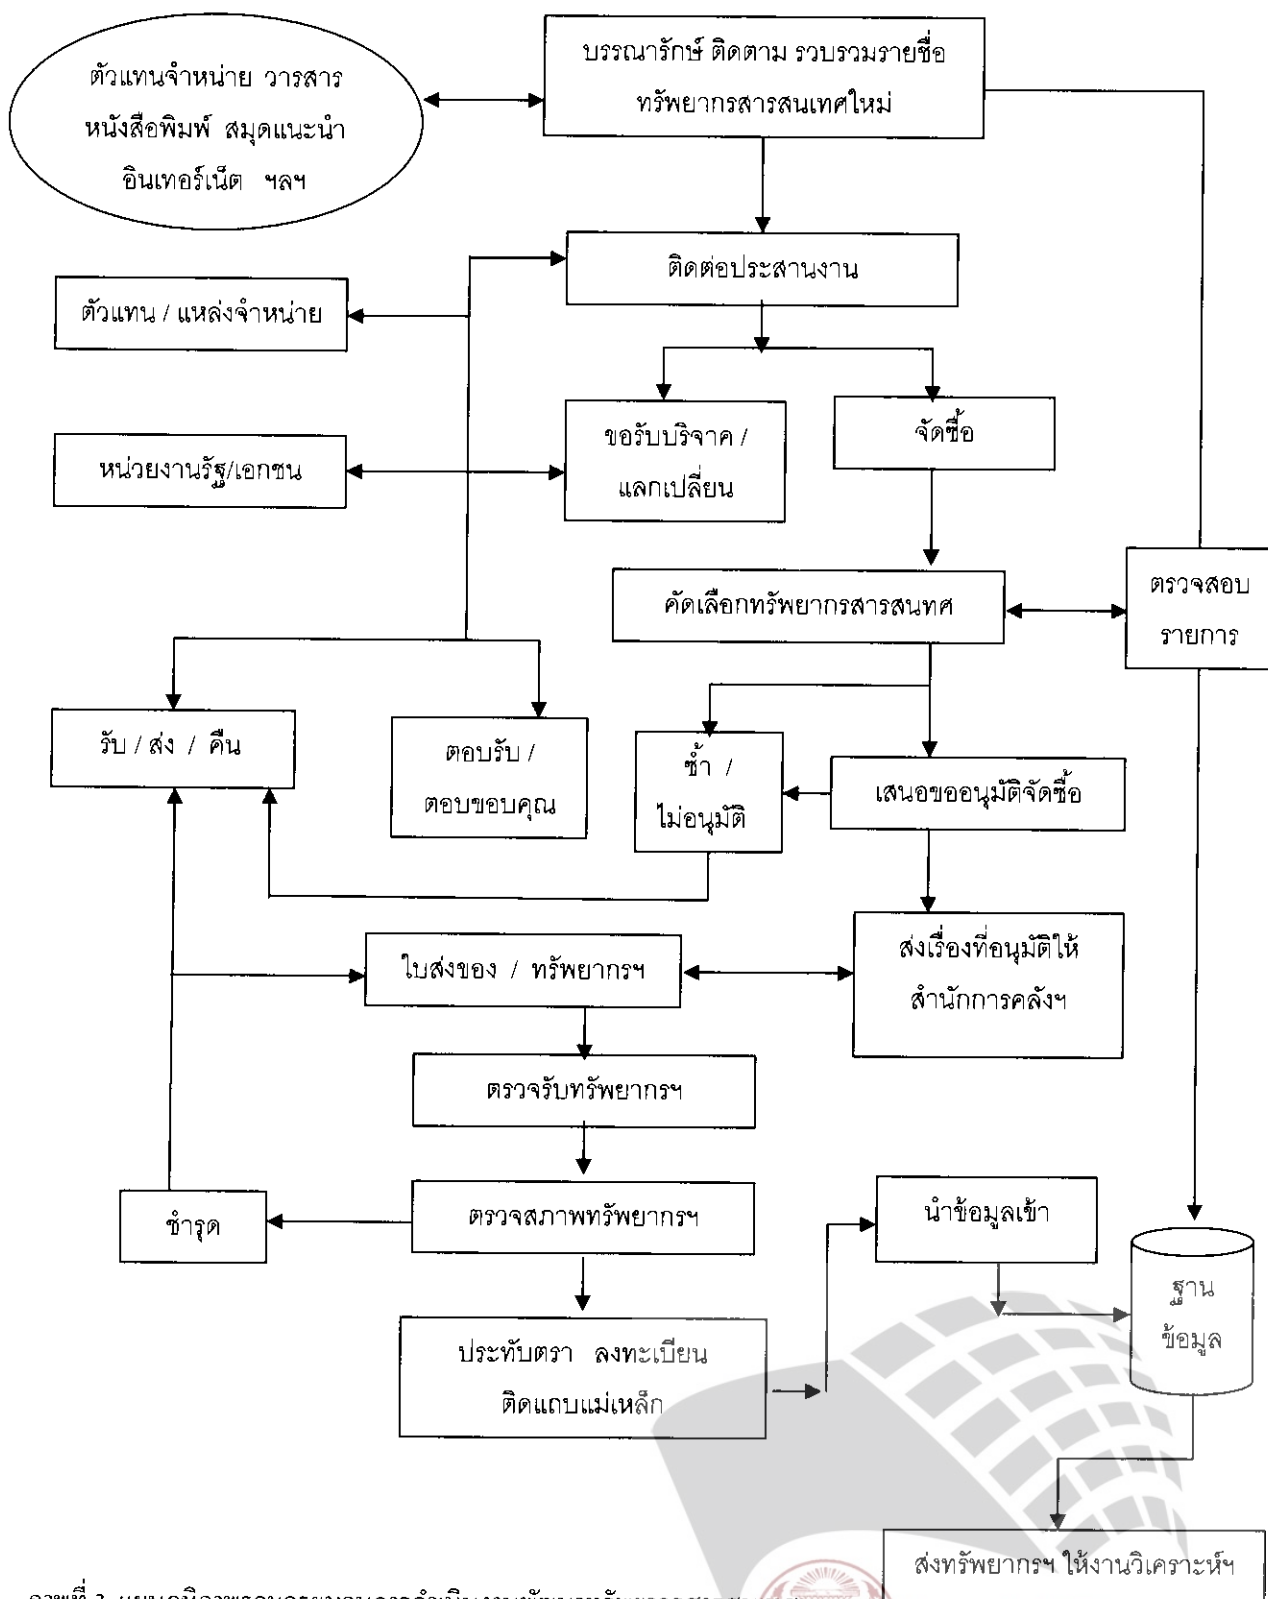 บรรณารักษ์ ติดตาม รวบรวมรายชื่อ
ทรัพยากรสารสนเทศใหม่
ตัวแทนจำหน่าย วารสาร
หนังสือพิมพ์ สมุดแนะนำ
อินเทอร์เน็ต ฯลฯ
ติดต่อประสานงาน
ตัวแทน / แหล่งจำหน่าย
ขอรับบริจาค /
แลกเปลี่ยน
จัดซื้อ
หน่วยงานรัฐ/เอกชน
คัดเลือกทรัพยากรสารสนทศ
ตรวจสอบ
รายการ
รับ / ส่ง / คืน
ตอบรับ /
ตอบขอบคุณ
ซ้ำ /
ไม่อนุมัติ
เสนอขออนุมัติจัดซื้อ
ใบส่งของ / ทรัพยากรฯ
ส่งเรื่องที่อนุมัติให้
สำนักการคลังฯ
ตรวจรับทรัพยากรฯ
ตรวจสภาพทรัพยากรฯ
ชำรุด
นำข้อมูลเข้า
ฐาน
ข้อมูล
ประทับตรา ลงทะเบียน
ติดแถบแม่เหล็ก
ส่งทรัพยากรฯ ให้งานวิเคราะห์ฯ